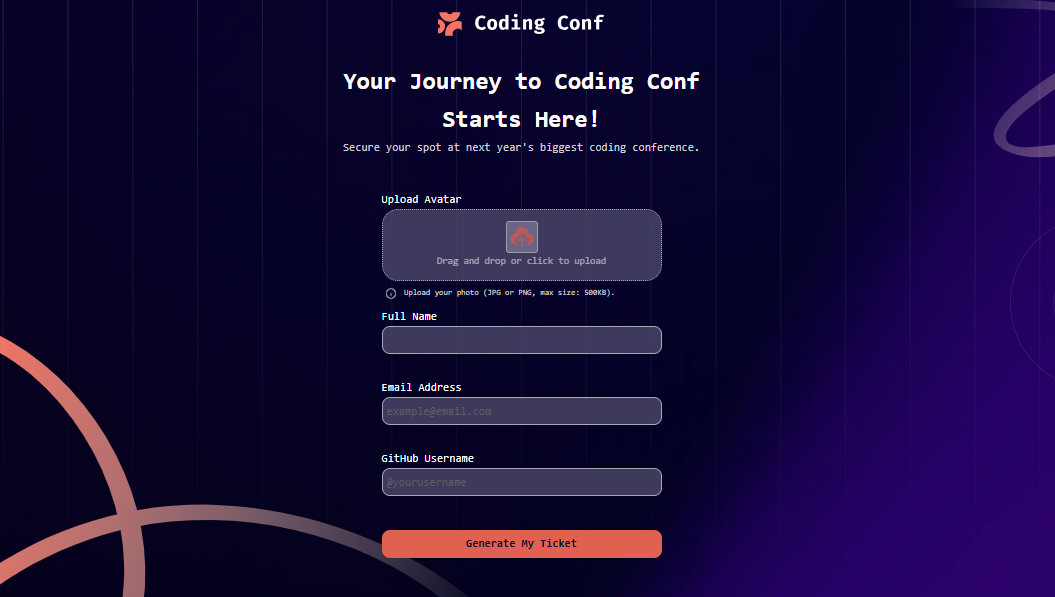 Coding Conf
Your Journey to Coding Conf
Starts Here!
Secure your spot at next year's biggest coding conference.
Upload Avatar
Drag and drop or click to upload
Upload your photo (JPG or PNG, max size: 500KB).
Full Name
Email Address
example@email.com
GitHub Username
@yourusername
Generate My Ticket